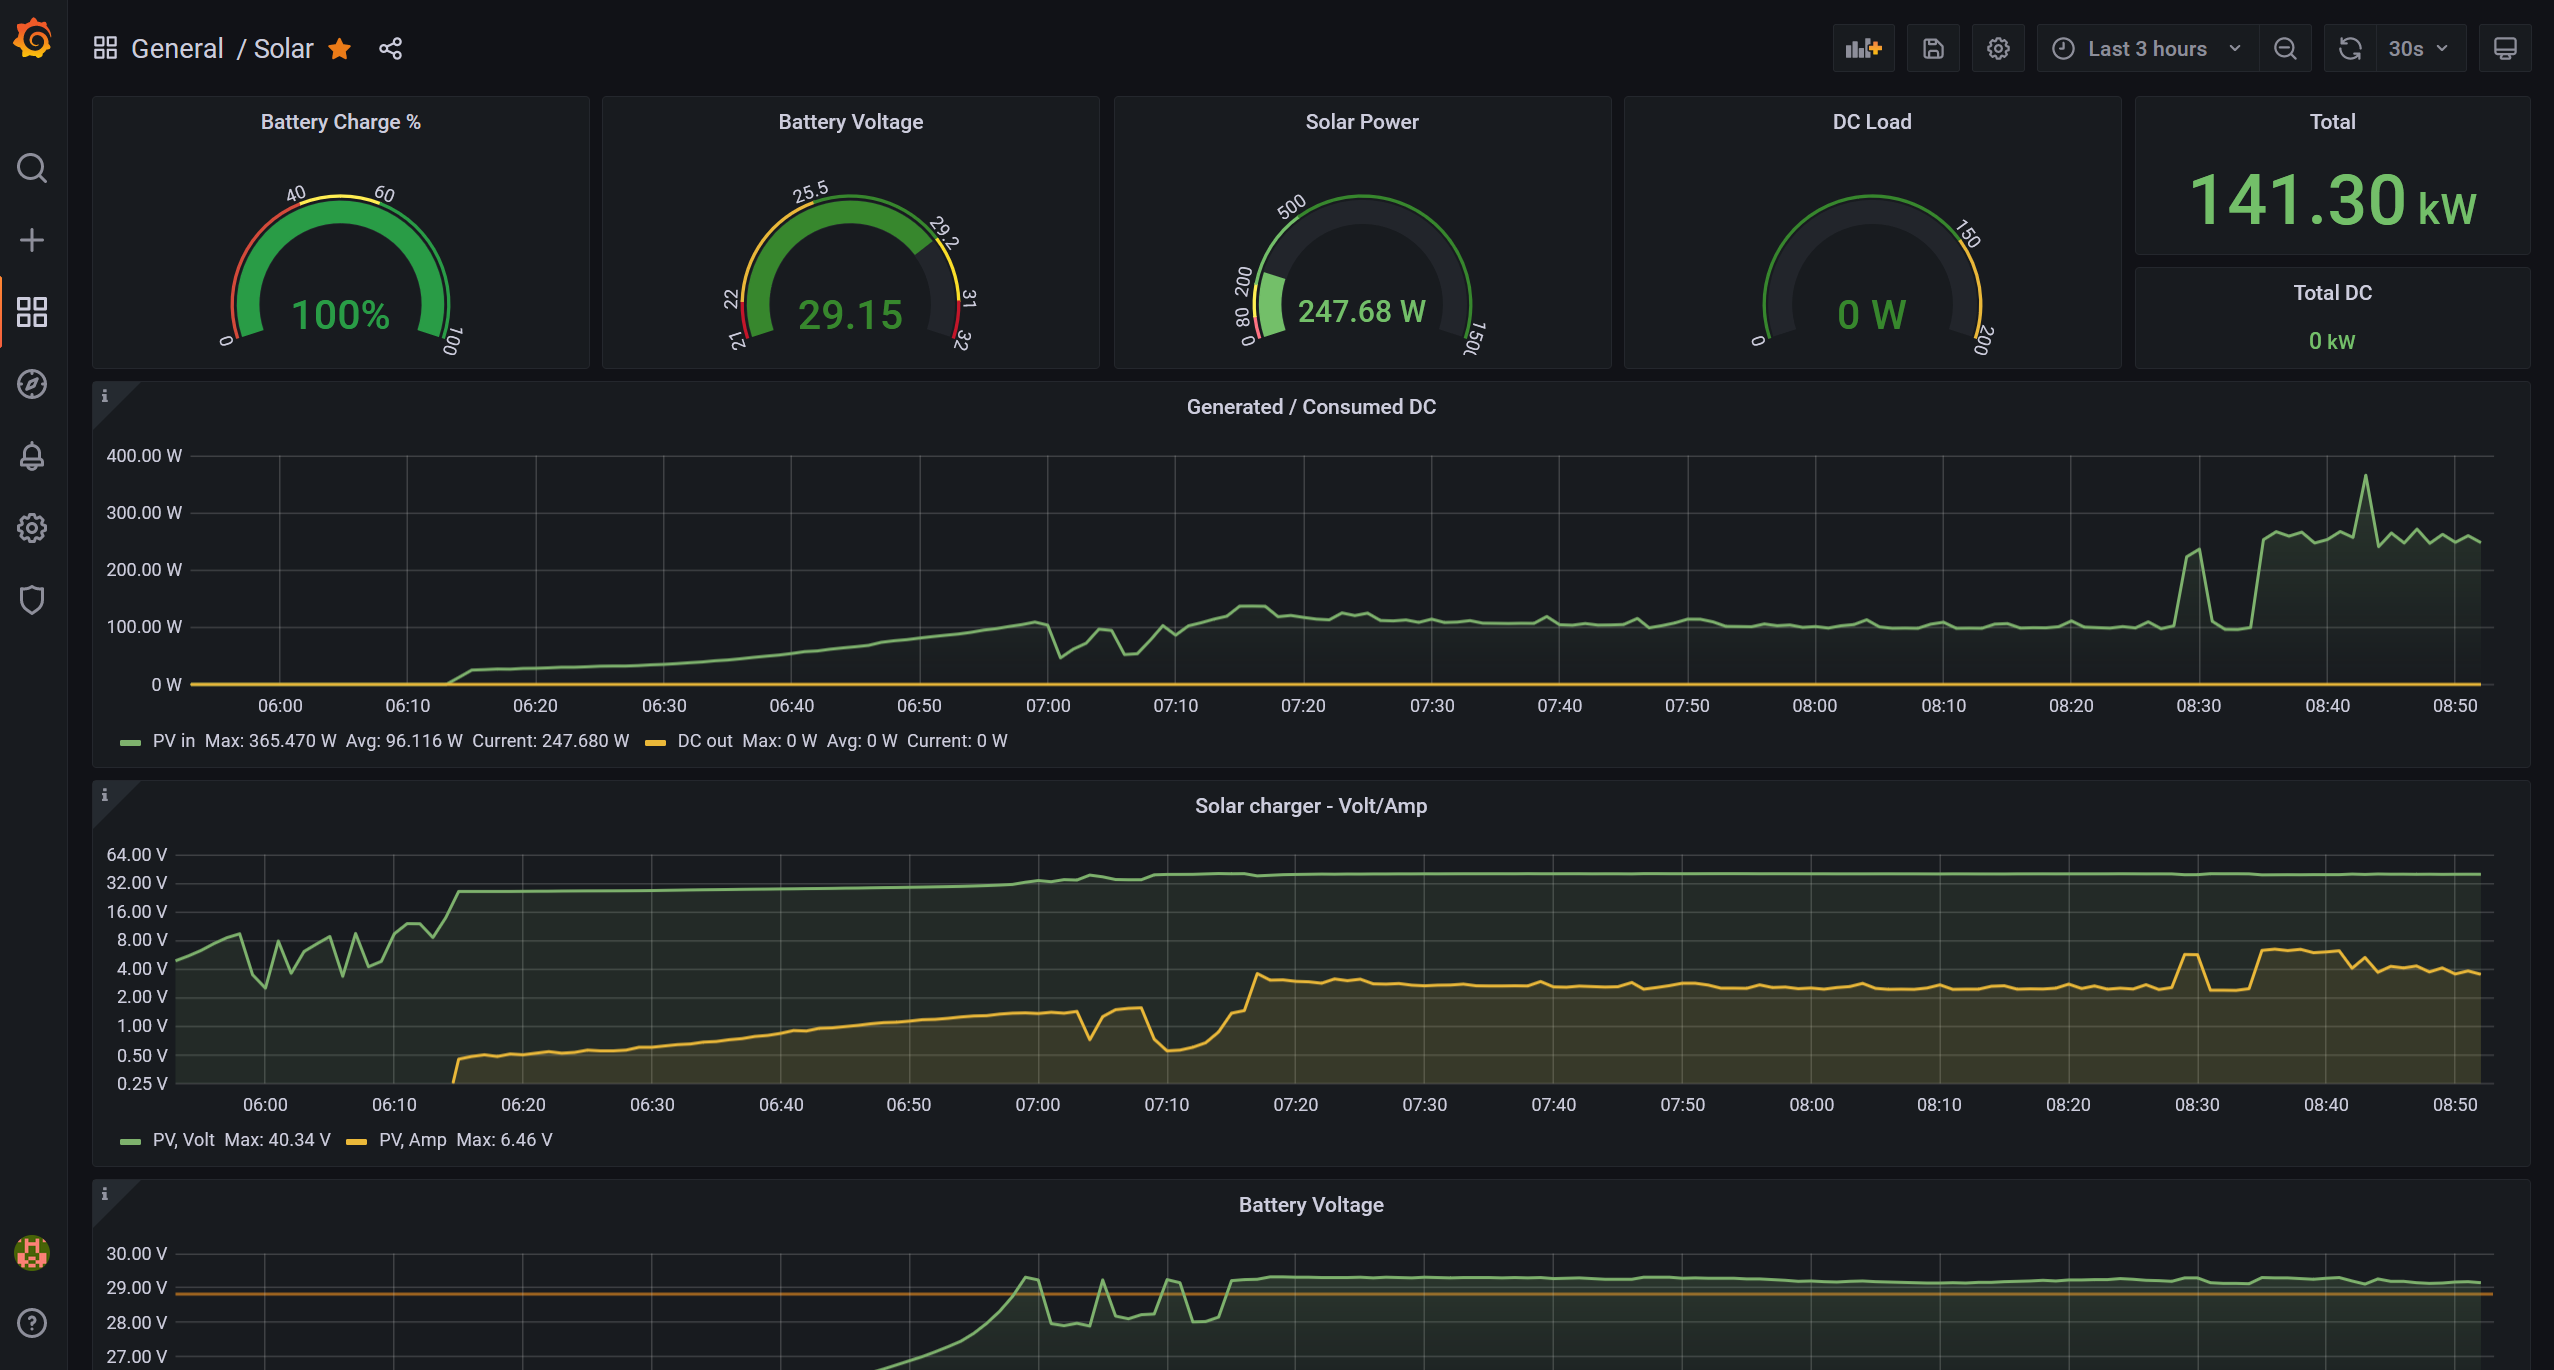 General / Solar
Last 3 hours
30s
Battery Charge %
0
40
60
100
100%
Battery Voltage
21
22
25.5
29.2
31
32
29.15
Solar Power
0
80
200
500
247.68 W
DC Load
0
150
200
0 W
Total
141.30 kW
Total DC
0 kW
i
Generated / Consumed DC
400.00 W
300.00 W
200.00 W
100.00 W
0 W
06:00 06:10 06:20 06:30 06:40 06:50 07:00 07:10 07:20 07:30 07:40 07:50 08:00 08:10 08:20 08:30 08:40 08:50
PV in Max: 365.470 W Avg: 96.116 W Current: 247.680 W DC out Max: 0 W Avg: 0 W Current: 0 W
i
Solar charger - Volt/Amp
64.00 V
32.00 V
16.00 V
8.00 V
4.00 V
2.00 V
1.00 V
0.50 V
0.25 V
06:00 06:10 06:20 06:30 06:40 06:50 07:00 07:10 07:20 07:30 07:40 07:50 08:00 08:10 08:20 08:30 08:40 08:50
PV, Volt Max: 40.34 V PV, Amp Max: 6.46 V
i
Battery Voltage
30.00 V
29.00 V
28.00 V
27.00 V